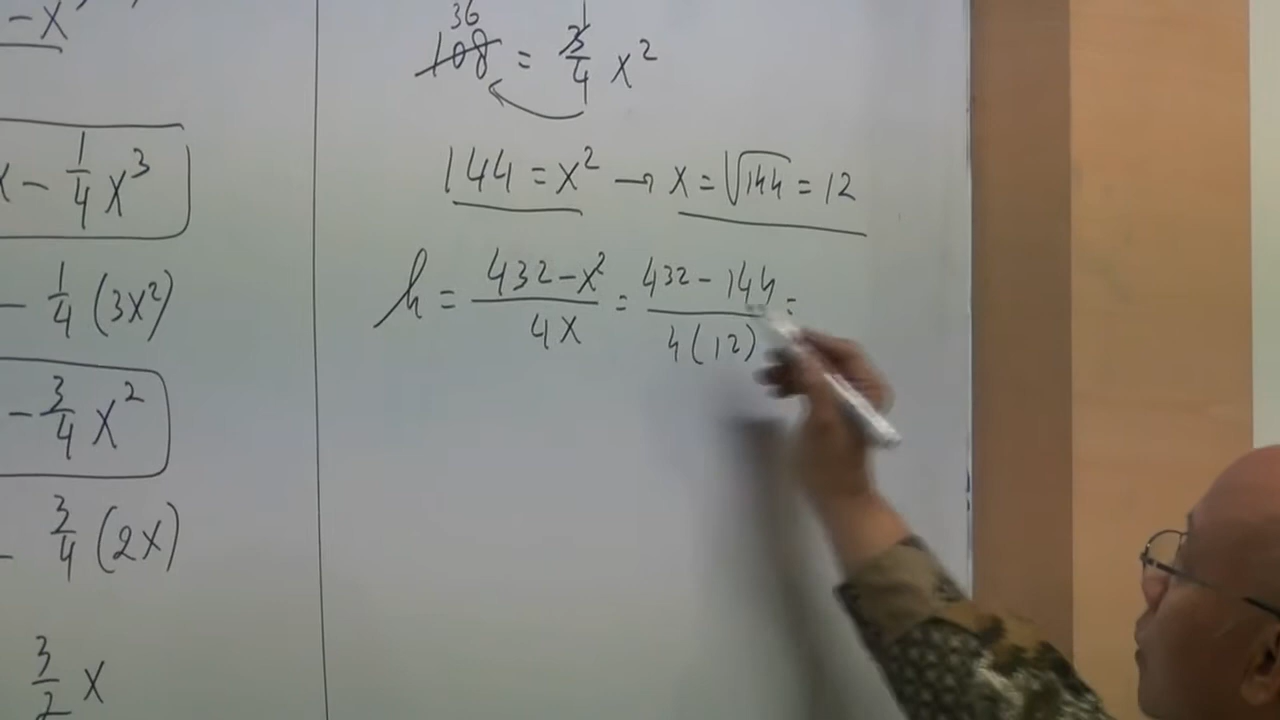 -x
x - 1/4 x³
- 1/4 (3x²)
- 3/4 x²
- 3/4 (2x)
3/2 x
36
108 = 3/4 x²
1
144 = x² → x = √144 = 12
h = (432 - x²)/(4x) = (432 - 144)/(4(12)) =